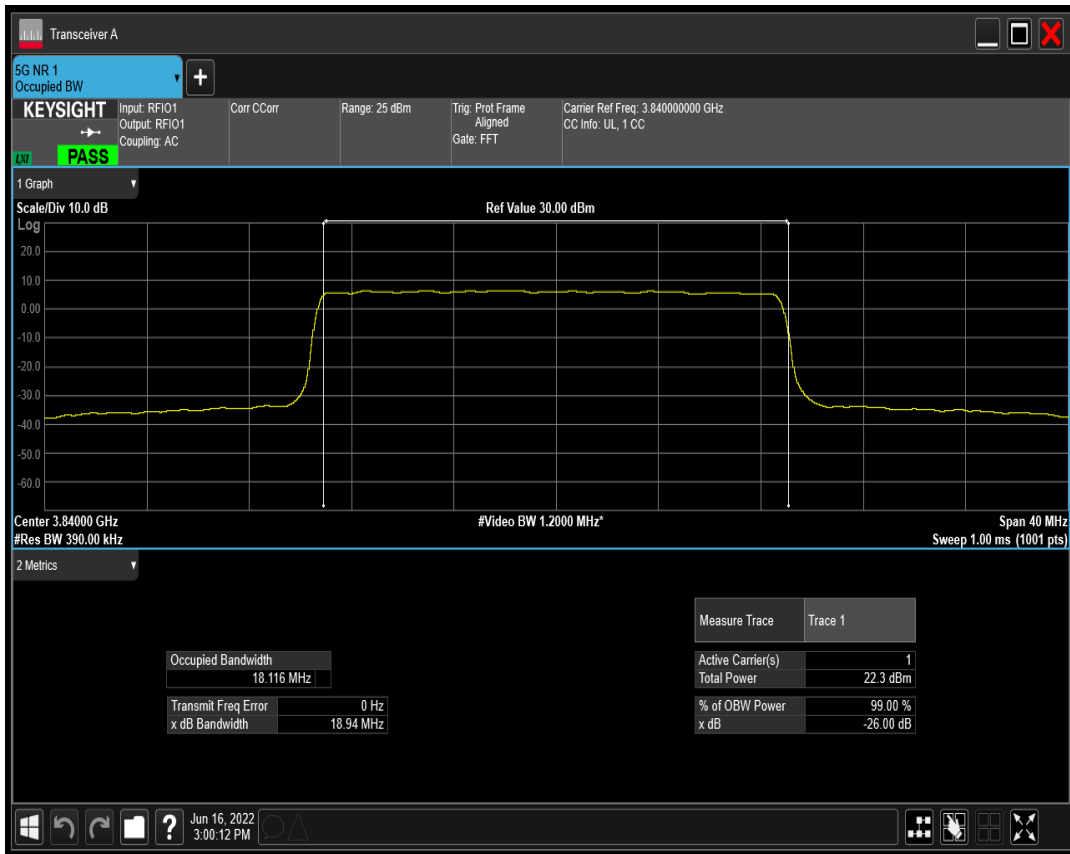 Transceiver A
5G NR 1
Occupied BW
+
KEYSIGHT
LXI
PASS
Input: RFIO1
Output: RFIO1
Coupling: AC
Corr CCorr
Range: 25 dBm
Trig: Prot Frame
Aligned
Gate: FFT
Carrier Ref Freq: 3.840000000 GHz
CC Info: UL, 1 CC
1 Graph
Scale/Div 10.0 dB
Ref Value 30.00 dBm
Log
20.0
10.0
0.00
-10.0
-20.0
-30.0
-40.0
-50.0
-60.0
Center 3.84000 GHz
#Video BW 1.2000 MHz*
Span 40 MHz
#Res BW 390.00 kHz
Sweep 1.00 ms (1001 pts)
2 Metrics
Measure Trace Trace 1
Occupied Bandwidth
18.116 MHz
Active Carrier(s) 1
Total Power 22.3 dBm
Transmit Freq Error 0 Hz
x dB Bandwidth 18.94 MHz
% of OBW Power 99.00 %
x dB -26.00 dB
?
Jun 16, 2022
3:00:12 PM